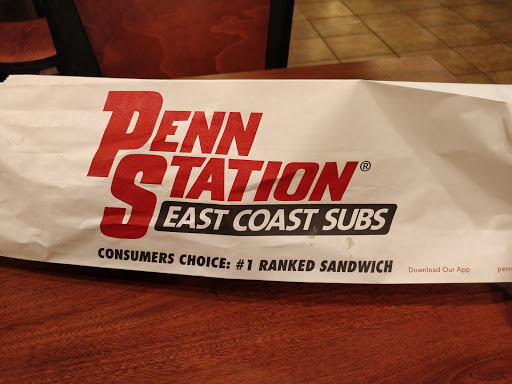 PENN
STATION®
EAST COAST SUBS
CONSUMERS CHOICE: #1 RANKED SANDWICH
Download Our App